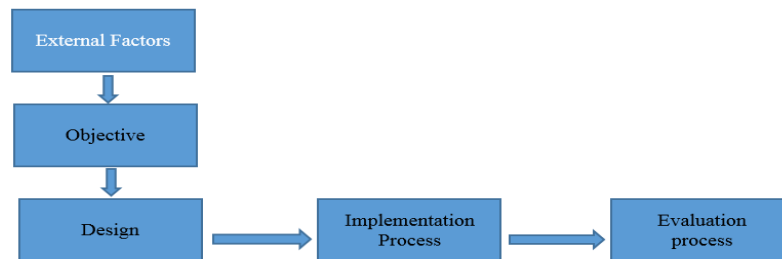 External Factors
Objective
Design
Implementation
Process
Evaluation
process